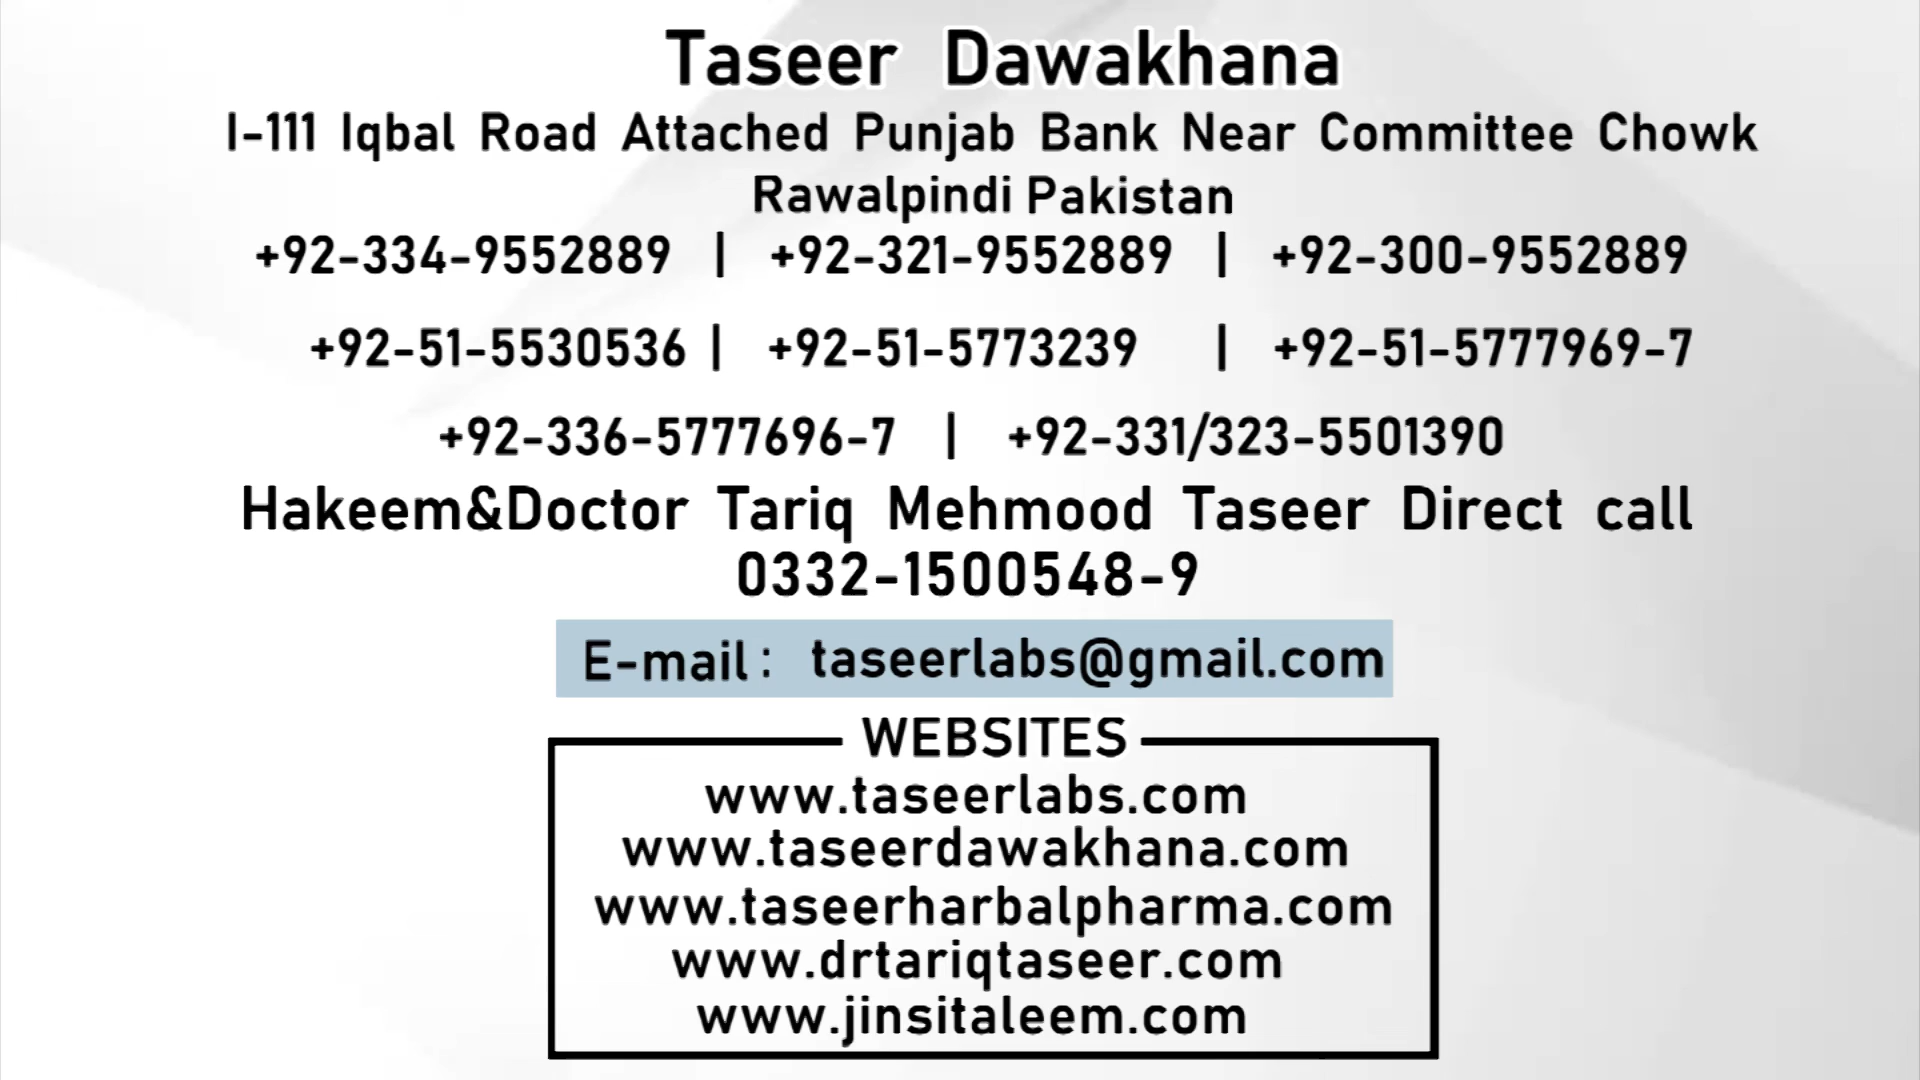 Taseer Dawakhana
I-111 Iqbal Road Attached Punjab Bank Near Committee Chowk
Rawalpindi Pakistan
+92-334-9552889 | +92-321-9552889 | +92-300-9552889
+92-51-5530536 | +92-51-5773239 | +92-51-5777969-7
+92-336-5777696-7 | +92-331/323-5501390
Hakeem&Doctor Tariq Mehmood Taseer Direct call
0332-1500548-9
E-mail : taseerlabs@gmail.com
WEBSITES
www.taseerlabs.com
www.taseerdawakhana.com
www.taseerharbalpharma.com
www.drtariqtaseer.com
www.jinsitaleem.com